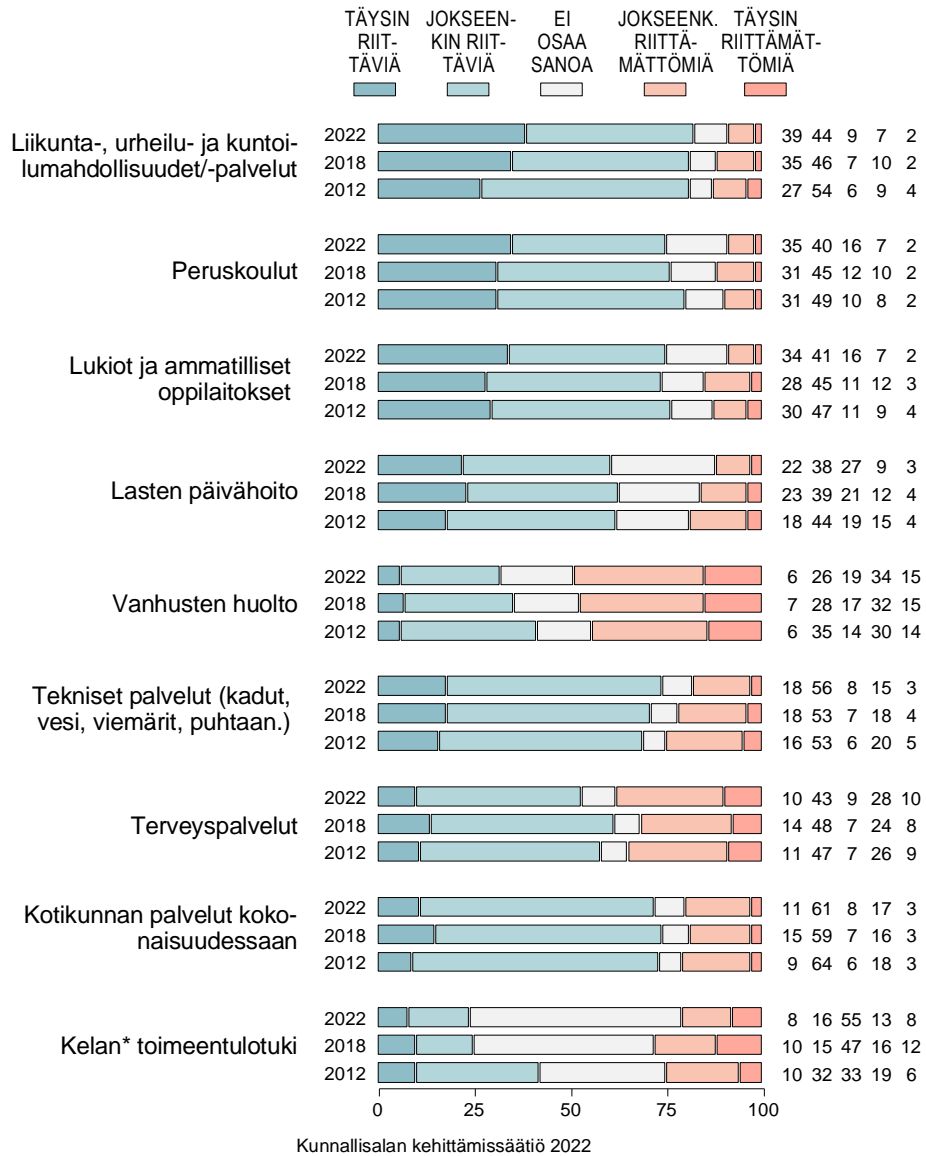 TÄYSIN JOKSEEN- EI JOKSEENK. TÄYSIN
RIIT- KIN RIIT- OSAA RIITTÄ- RIITTÄMÄT-
TÄVIÄ TÄVIÄ SANOA MÄTTÖMIÄ TÖMIÄ
Liikunta-, urheilu- ja kuntoi-
lumahdollisuudet/-palvelut
2022 39 44 9 7 2
2018 35 46 7 10 2
2012 27 54 6 9 4
Peruskoulut
2022 35 40 16 7 2
2018 31 45 12 10 2
2012 31 49 10 8 2
Lukiot ja ammatilliset
oppilaitokset
2022 34 41 16 7 2
2018 28 45 11 12 3
2012 30 47 11 9 4
Lasten päivähoito
2022 22 38 27 9 3
2018 23 39 21 12 4
2012 18 44 19 15 4
Vanhusten huolto
2022 6 26 19 34 15
2018 7 28 17 32 15
2012 6 35 14 30 14
Tekniset palvelut (kadut,
vesi, viemärit, puhtaan.)
2022 18 56 8 15 3
2018 18 53 7 18 4
2012 16 53 6 20 5
Terveyspalvelut
2022 10 43 9 28 10
2018 14 48 7 24 8
2012 11 47 7 26 9
Kotikunnan palvelut koko-
naisuudessaan
2022 11 61 8 17 3
2018 15 59 7 16 3
2012 9 64 6 18 3
Kelan* toimeentulotuki
2022 8 16 55 13 8
2018 10 15 47 16 12
2012 10 32 33 19 6
0 25 50 75 100
Kunnallisalan kehittämissäätiö 2022